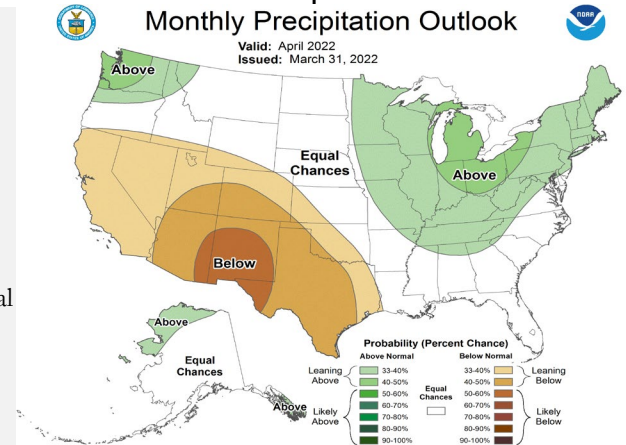 Monthly Precipitation Outlook
Valid: April 2022
Issued: March 31, 2022
NOAA
Above
Equal
Chances
Above
Below
al
Above
Equal
Chances
Above
Probability (Percent Chance)
Above Normal
Below Normal
Leaning
Above
33-40%
40-50%
Likely
Above
50-60%
60-70%
70-80%
80-90%
90-100%
Equal
Chances
33-40%
40-50%
Leaning
Below
50-60%
60-70%
70-80%
80-90%
90-100%
Likely
Below